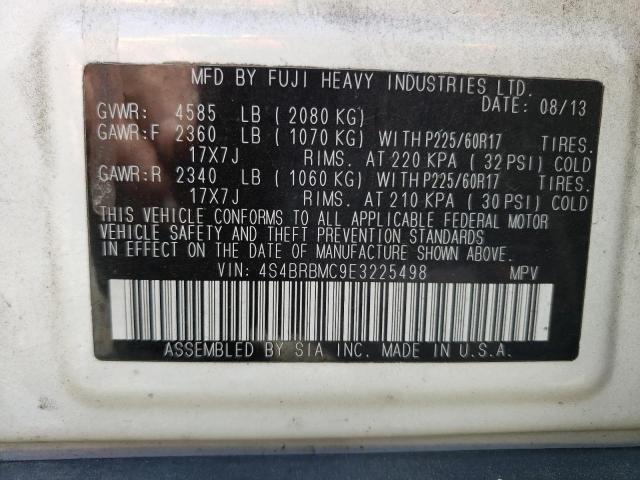 MFD BY FUJI HEAVY INDUSTRIES LTD.
DATE: 08/13
GVWR: 4585 LB ( 2080 KG)
GAWR:F 2360 LB ( 1070 KG) WITH P225/60R17 TIRES.
17X7J RIMS. AT 220 KPA ( 32 PSI) COLD
GAWR:R 2340 LB ( 1060 KG) WITH P225/60R17 TIRES.
17X7J RIMS. AT 210 KPA ( 30 PSI) COLD
THIS VEHICLE CONFORMS TO ALL APPLICABLE FEDERAL MOTOR
VEHICLE SAFETY AND THEFT PREVENTION STANDARDS
IN EFFECT ON THE DATE OF MANUFACTURE SHOWN ABOVE.
VIN: 4S4BRBMC9E3225498 MPV
ASSEMBLED BY SIA INC. MADE IN U.S.A.